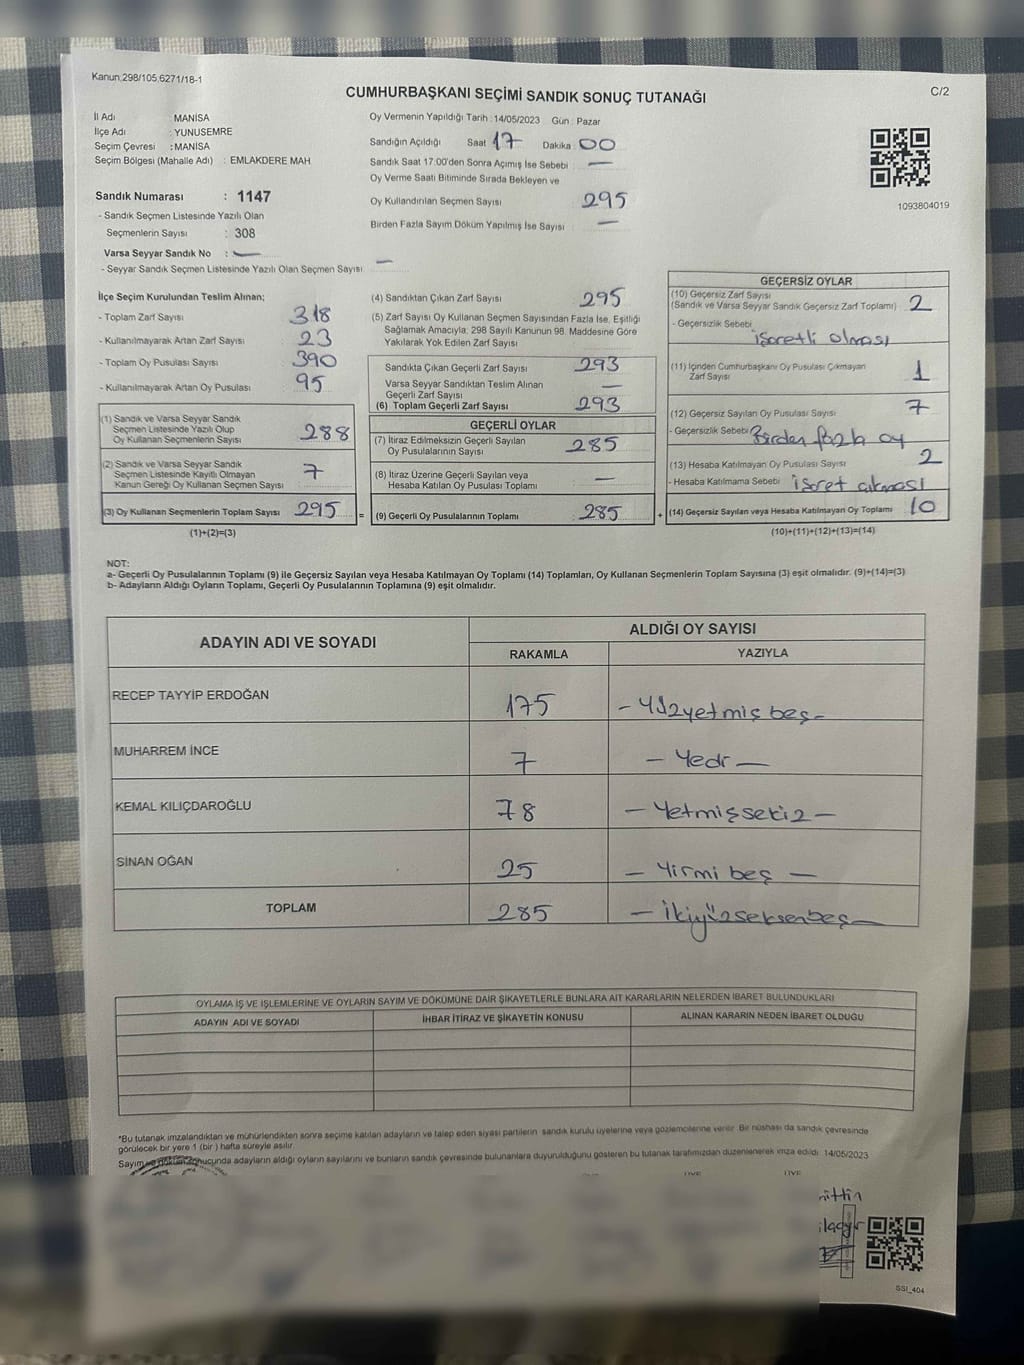 Kanun.298/105,6271/18-1
C/2
CUMHURBAŞKANI SEÇİMİ SANDIK SONUÇ TUTANAĞI
İl Adı : MANİSA
İlçe Adı : YUNUSEMRE
Seçim Çevresi : MANİSA
Seçim Bölgesi (Mahalle Adı) : EMLAKDERE MAH
Sandık Numarası : 1147
- Sandık Seçmen Listesinde Yazılı Olan
Seçmenlerin Sayısı : 308
Varsa Seyyar Sandık No : —
- Seyyar Sandık Seçmen Listesinde Yazılı Olan Seçmen Sayısı —
Oy Vermenin Yapıldığı Tarih :14/05/2023 Gün : Pazar
Sandığın Açıldığı Saat 17 Dakika : 00
Sandık Saat 17:00'den Sonra Açımış İse Sebebi : —
Oy Verme Saati Bitiminde Sırada Bekleyen ve
Oy Kullandırılan Seçmen Sayısı : 295
Birden Fazla Sayım Döküm Yapılmış İse Sayısı : —
1093804019
İlçe Seçim Kurulundan Teslim Alınan;
- Toplam Zarf Sayısı : 318
- Kullanılmayarak Artan Zarf Sayısı : 23
- Toplam Oy Pusulası Sayısı : 390
- Kullanılmayarak Artan Oy Pusulası : 95
(1) Sandık ve Varsa Seyyar Sandık
Seçmen Listesinde Yazılı Olup
Oy Kullanan Seçmenlerin Sayısı : 288
(2) Sandık ve Varsa Seyyar Sandık
Seçmen Listesinde Kayıtlı Olmayan
Kanun Gereği Oy Kullanan Seçmen Sayısı : 7
(3) Oy Kullanan Seçmenlerin Toplam Sayısı : 295
(1)+(2)=(3)
(4) Sandıktan Çıkan Zarf Sayısı : 295
(5) Zarf Sayısı Oy Kullanan Seçmen Sayısından Fazla İse, Eşitliği
Sağlamak Amacıyla; 298 Sayılı Kanunun 98. Maddesine Göre
Yakılarak Yok Edilen Zarf Sayısı :
Sandıkta Çıkan Geçerli Zarf Sayısı : 293
Varsa Seyyar Sandıktan Teslim Alınan
Geçerli Zarf Sayısı : —
(6) Toplam Geçerli Zarf Sayısı : 293
=
GEÇERLİ OYLAR
(7) İtiraz Edilmeksizin Geçerli Sayılan
Oy Pusulalarının Sayısı : 285
(8) İtiraz Üzerine Geçerli Sayılan veya
Hesaba Katılan Oy Pusulası Toplamı : —
(9) Geçerli Oy Pusulalarının Toplamı : 285
+
GEÇERSİZ OYLAR
(10) Geçersiz Zarf Sayısı
(Sandık ve Varsa Seyyar Sandık Geçersiz Zarf Toplamı) : 2
- Geçersizlik Sebebi : işaretli olması
(11) İçinden Cumhurbaşkanı Oy Pusulası Çıkmayan
Zarf Sayısı : 1
(12) Geçersiz Sayılan Oy Pusulası Sayısı : 7
- Geçersizlik Sebebi : Birden fazla oy
(13) Hesaba Katılmayan Oy Pusulası Sayısı : 2
- Hesaba Katılmama Sebebi :
(14) Geçersiz Sayılan veya Hesaba Katılmayan Oy Toplamı : 10
(10)+(11)+(12)+(13)=(14)
NOT:
a- Geçerli Oy Pusulalarının Toplamı (9) ile Geçersiz Sayılan veya Hesaba Katılmayan Oy Toplamı (14) Toplamları, Oy Kullanan Seçmenlerin Toplam Sayısına (3) eşit olmalıdır. (9)+(14)=(3)
b- Adayların Aldığı Oyların Toplamı, Geçerli Oy Pusulalarının Toplamına (9) eşit olmalıdır.
ADAYIN ADI VE SOYADI
ALDIĞI OY SAYISI
RAKAMLA YAZIYLA
RECEP TAYYİP ERDOĞAN 175 - Yüzyetmiş beş -
MUHARREM İNCE 7 - Yedi -
KEMAL KILIÇDAROĞLU 78 - Yetmişsekiz -
SİNAN OĞAN 25 - Yirmi beş -
TOPLAM 285 - İkiyüzseksenbeş -
OYLAMA İŞ VE İŞLEMLERİNE VE OYLARIN SAYIM VE DÖKÜMÜNE DAİR ŞİKAYETLERLE BUNLARA AİT KARARLARIN NELERDEN İBARET BULUNDUKLARI
ADAYIN ADI VE SOYADI İHBAR İTİRAZ VE ŞİKAYETİN KONUSU ALINAN KARARIN NEDEN İBARET OLDUĞU
*Bu tutanak imzalandıktan ve mühürlendikten sonra seçime katılan adayların ve talep eden siyasi partilerin sandık kurulu üyelerine veya gözlemcilerine verilir. Bir nüshası da sandık çevresinde
görülecek bir yere 1 (bir ) hafta süreyle asılır.
Sayım ve döküm sonucunda adayların aldığı oyların sayılarını ve bunların sandık çevresinde bulunanlara duyurulduğunu gösteren bu tutanak tarafımızdan düzenlenerek imza edildi. 14/05/2023
ÜYE ÜYE
SSI_404